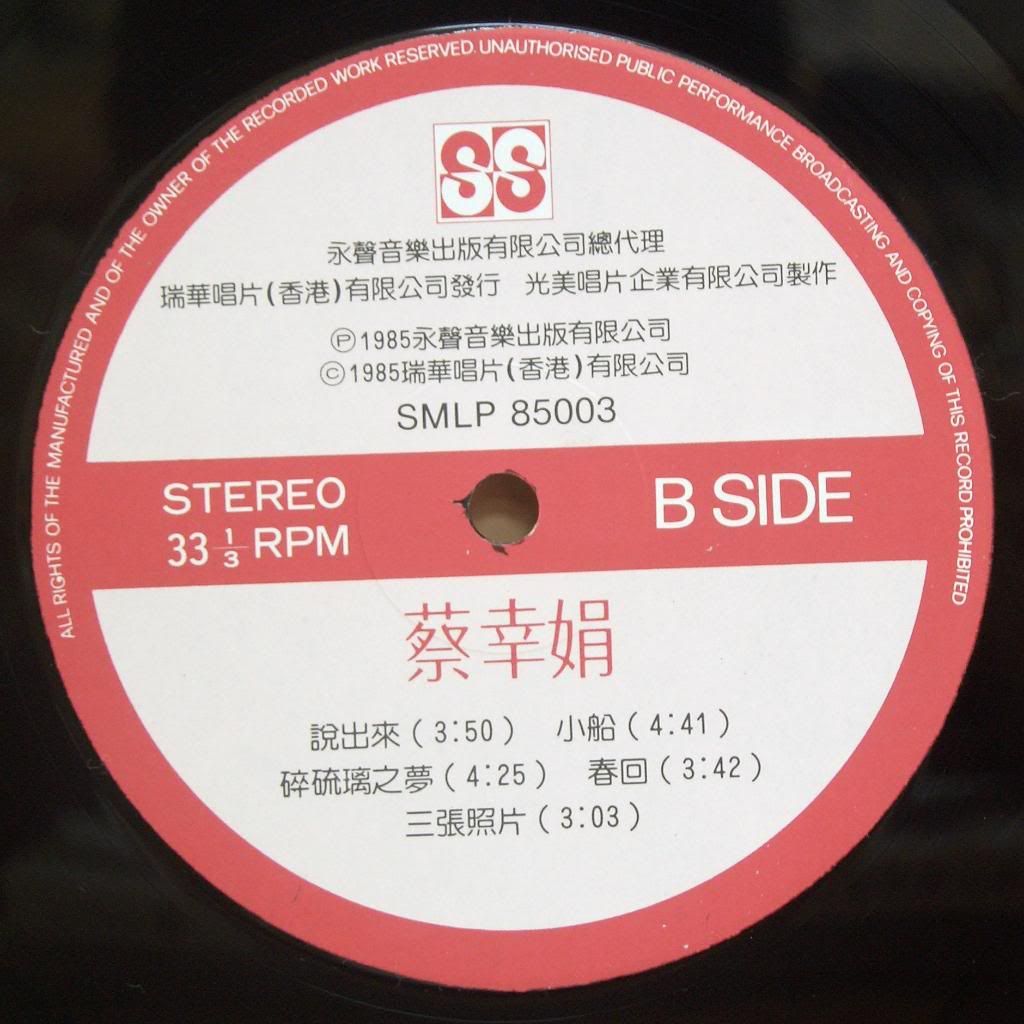 ALL RIGHTS OF THE MANUFACTURED AND OF THE OWNER OF THE RECORDED WORK RESERVED. UNAUTHORISED PUBLIC PERFORMANCE BROADCASTING AND COPYING OF THIS RECORD PROHIBITED
SS
永聲音樂出版有限公司總代理
瑞華唱片(香港)有限公司發行 光美唱片企業有限公司製作
Ⓟ1985永聲音樂出版有限公司
©1985瑞華唱片(香港)有限公司
SMLP 85003
STEREO
33 1/3 RPM
B SIDE
蔡幸娟
說出來(3:50) 小船(4:41)
碎硫璃之夢(4:25) 春回(3:42)
三張照片(3:03)